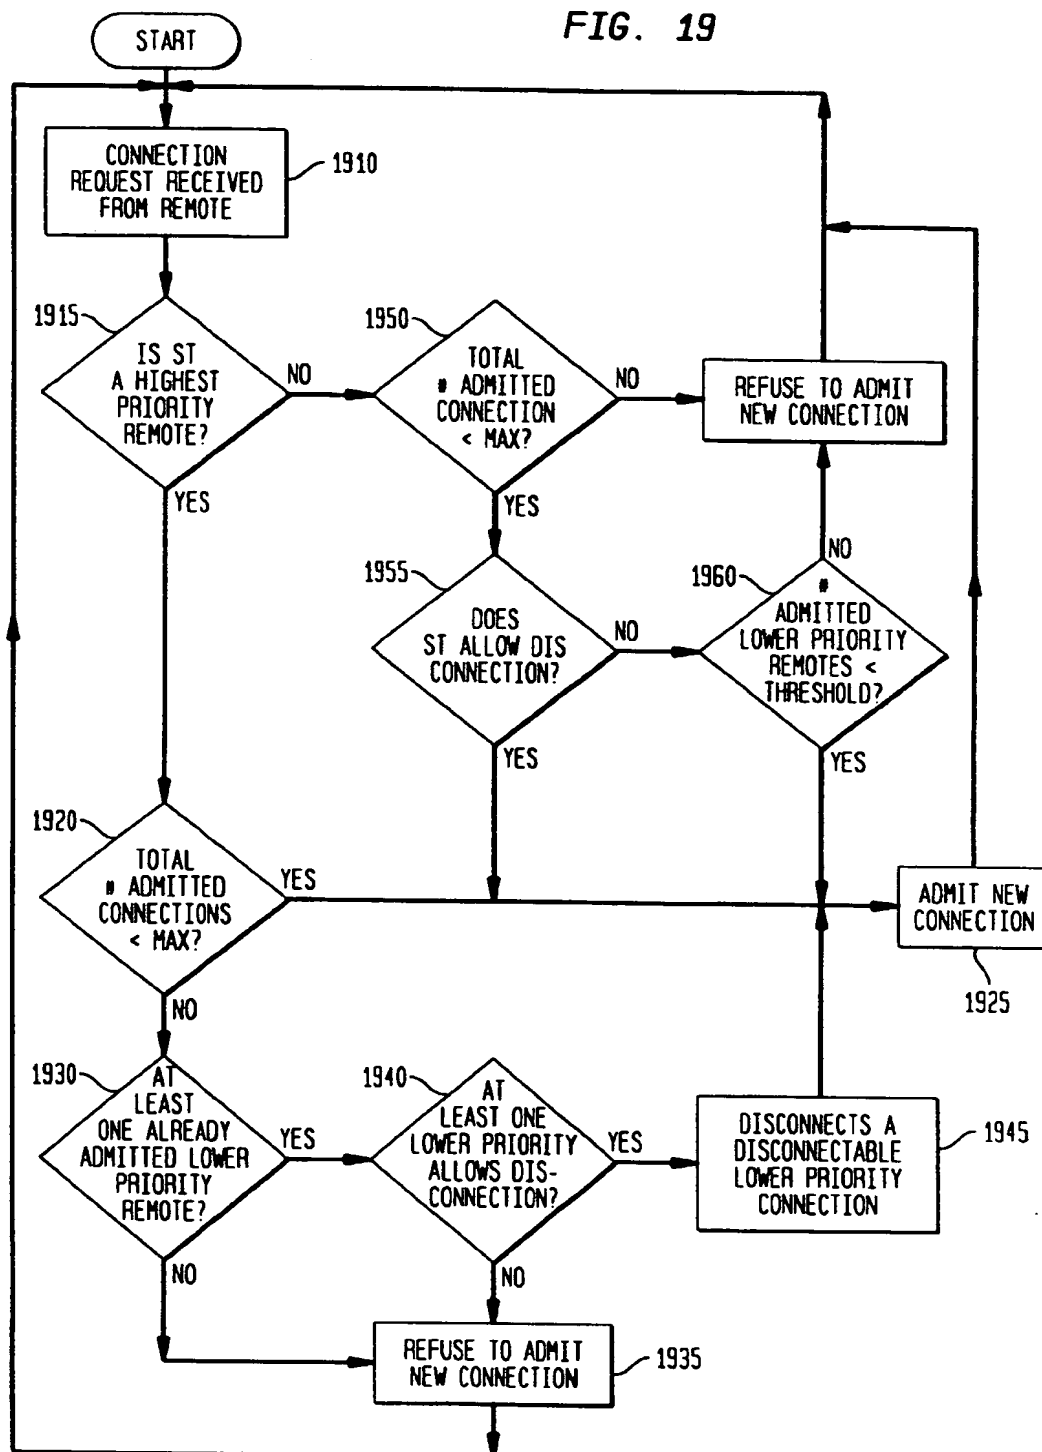 FIG. 19
START
CONNECTION
REQUEST RECEIVED
FROM REMOTE
1910
1915
IS ST
A HIGHEST
PRIORITY
REMOTE?
NO
YES
1950
TOTAL
# ADMITTED
CONNECTION
< MAX?
NO
YES
REFUSE TO ADMIT
NEW CONNECTION
1955
DOES
ST ALLOW DIS
CONNECTION?
NO
YES
1960
NO
#
ADMITTED
LOWER PRIORITY
REMOTES <
THRESHOLD?
YES
1920
TOTAL
# ADMITTED
CONNECTIONS
< MAX?
YES
NO
ADMIT NEW
CONNECTION
1925
1930
AT
LEAST
ONE ALREADY
ADMITTED LOWER
PRIORITY
REMOTE?
YES
NO
1940
AT
LEAST ONE
LOWER PRIORITY
ALLOWS DIS-
CONNECTION?
YES
NO
DISCONNECTS A
DISCONNECTABLE
LOWER PRIORITY
CONNECTION
1945
REFUSE TO ADMIT
NEW CONNECTION
1935